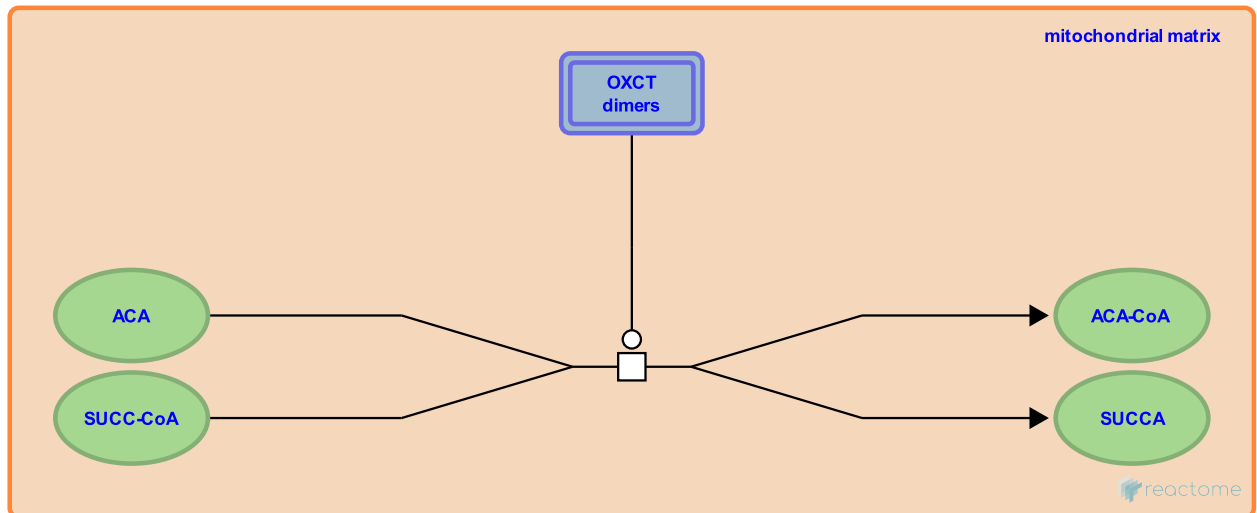 mitochondrial matrix
OXCT
dimers
ACA
ACA-CoA
SUCC-CoA
SUCCA
reactome